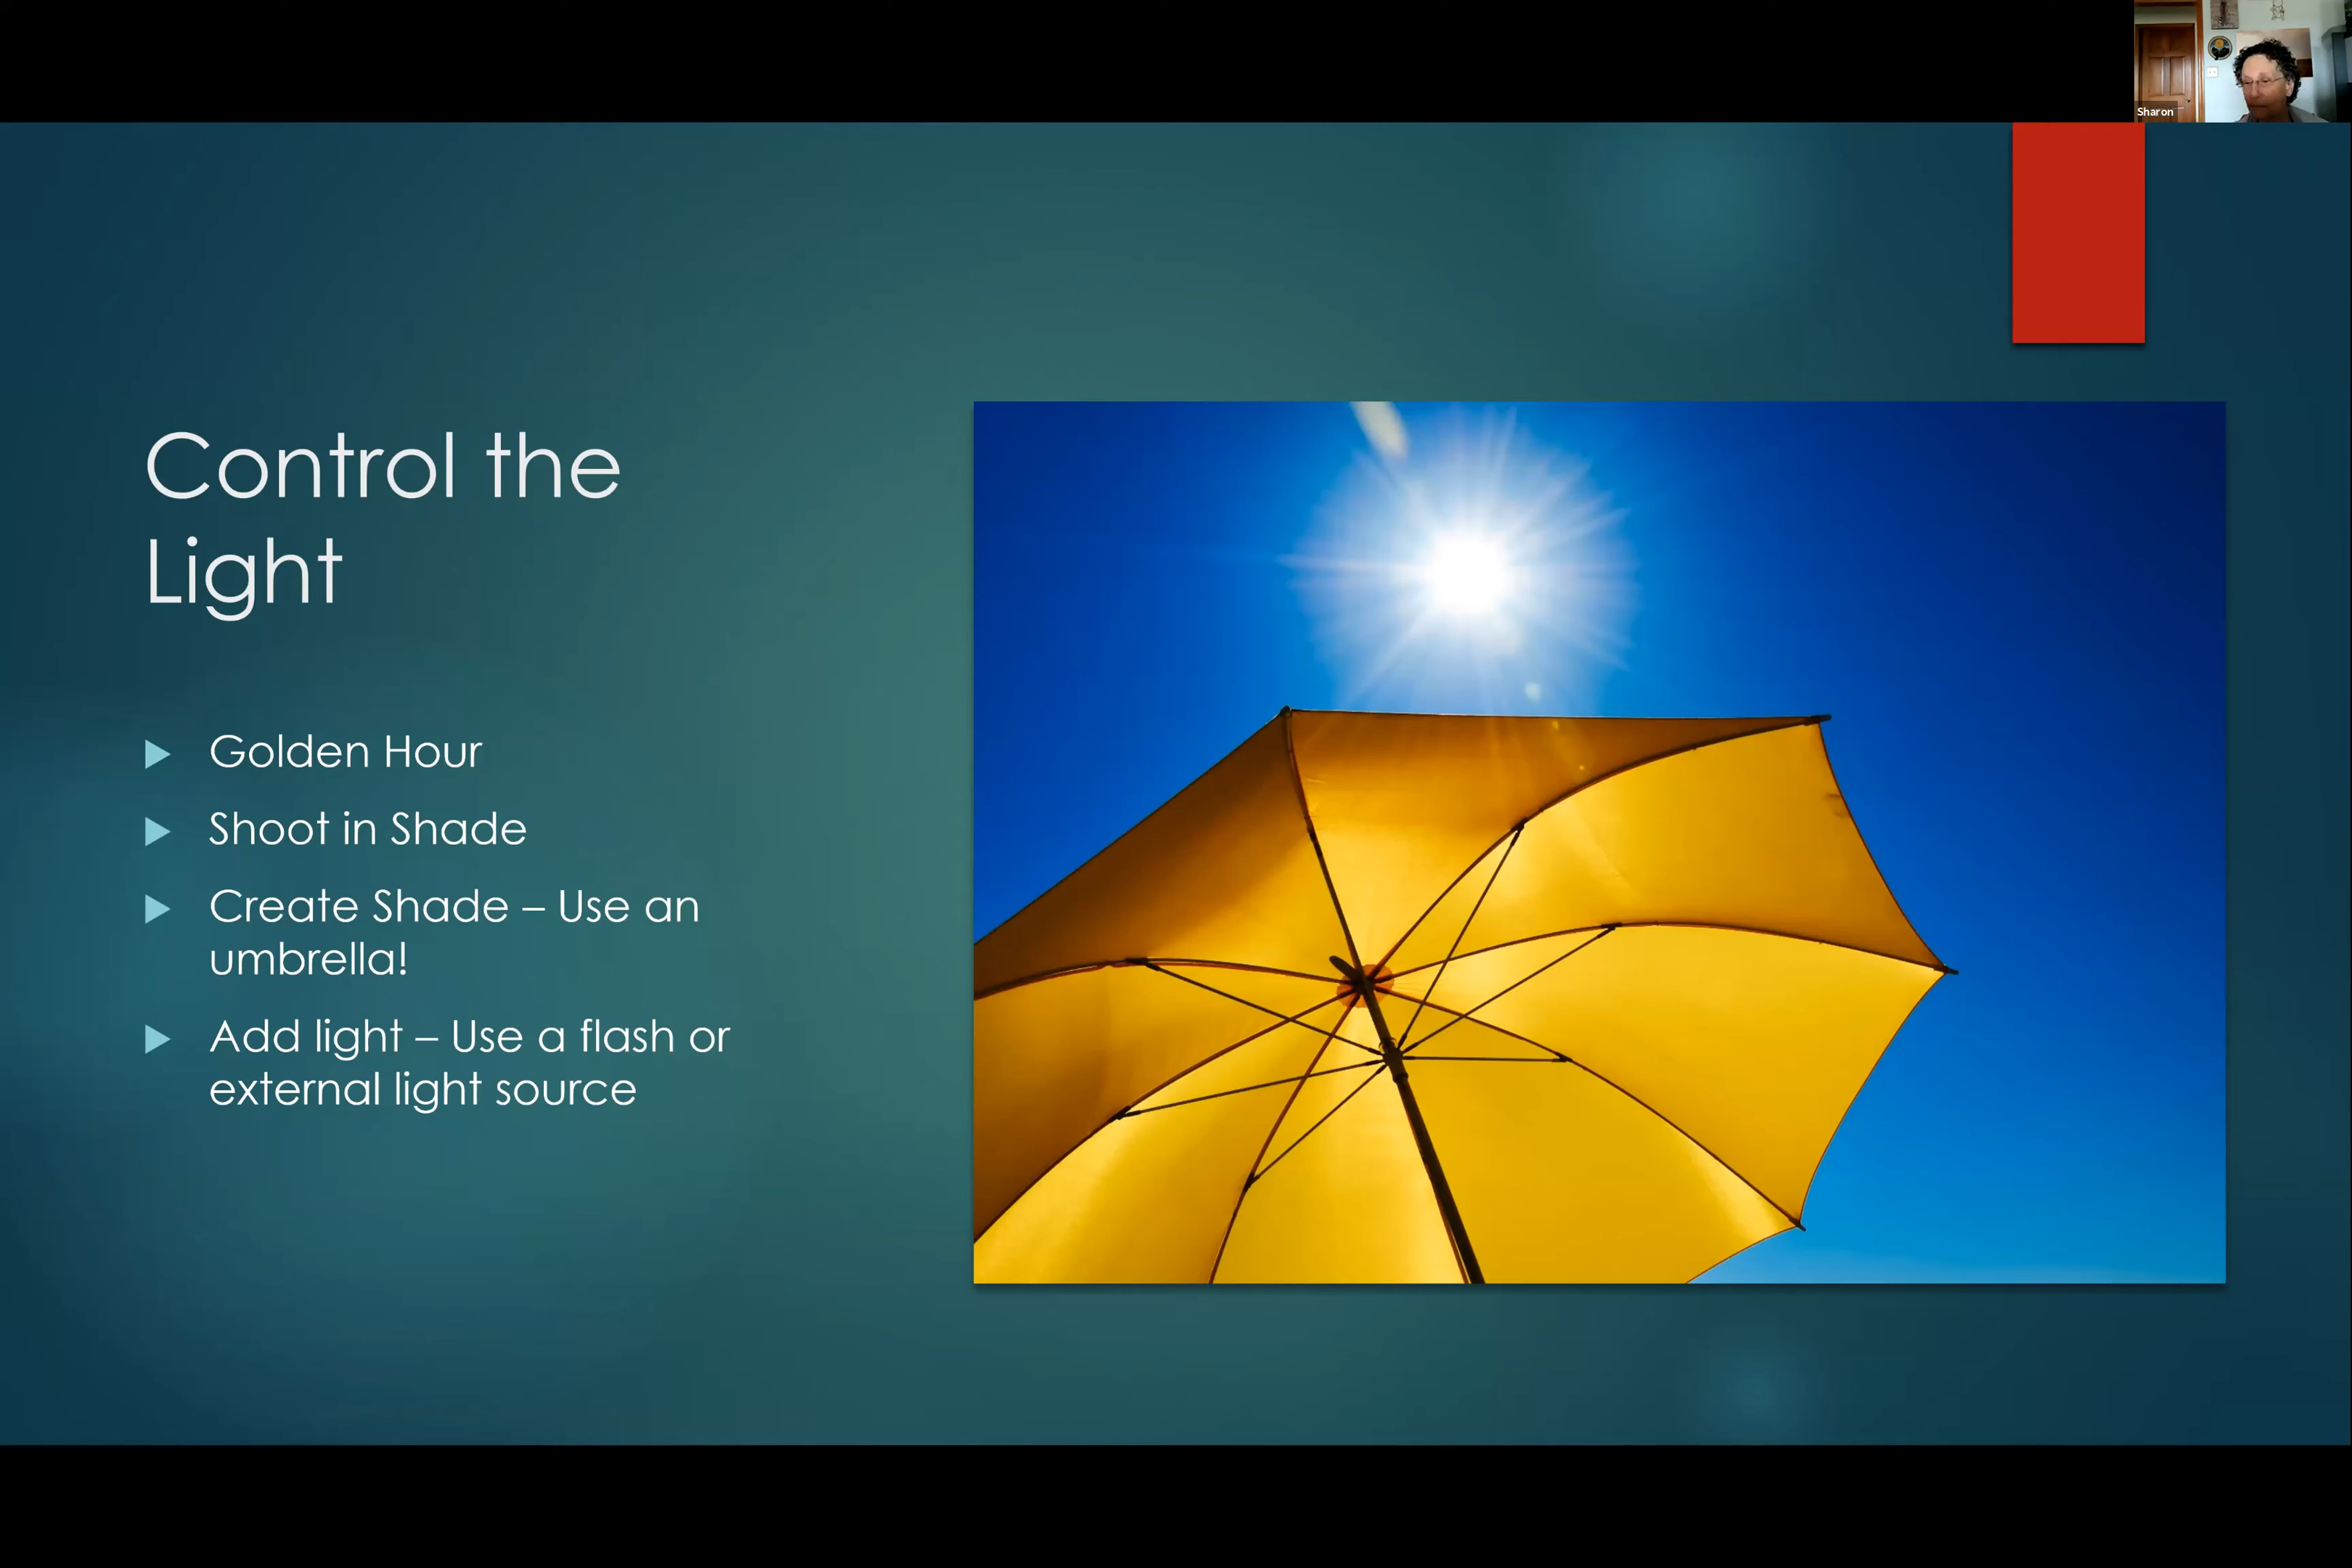 Sharon
Control the
Light
Golden Hour
Shoot in Shade
Create Shade – Use an
umbrella!
Add light – Use a flash or
external light source